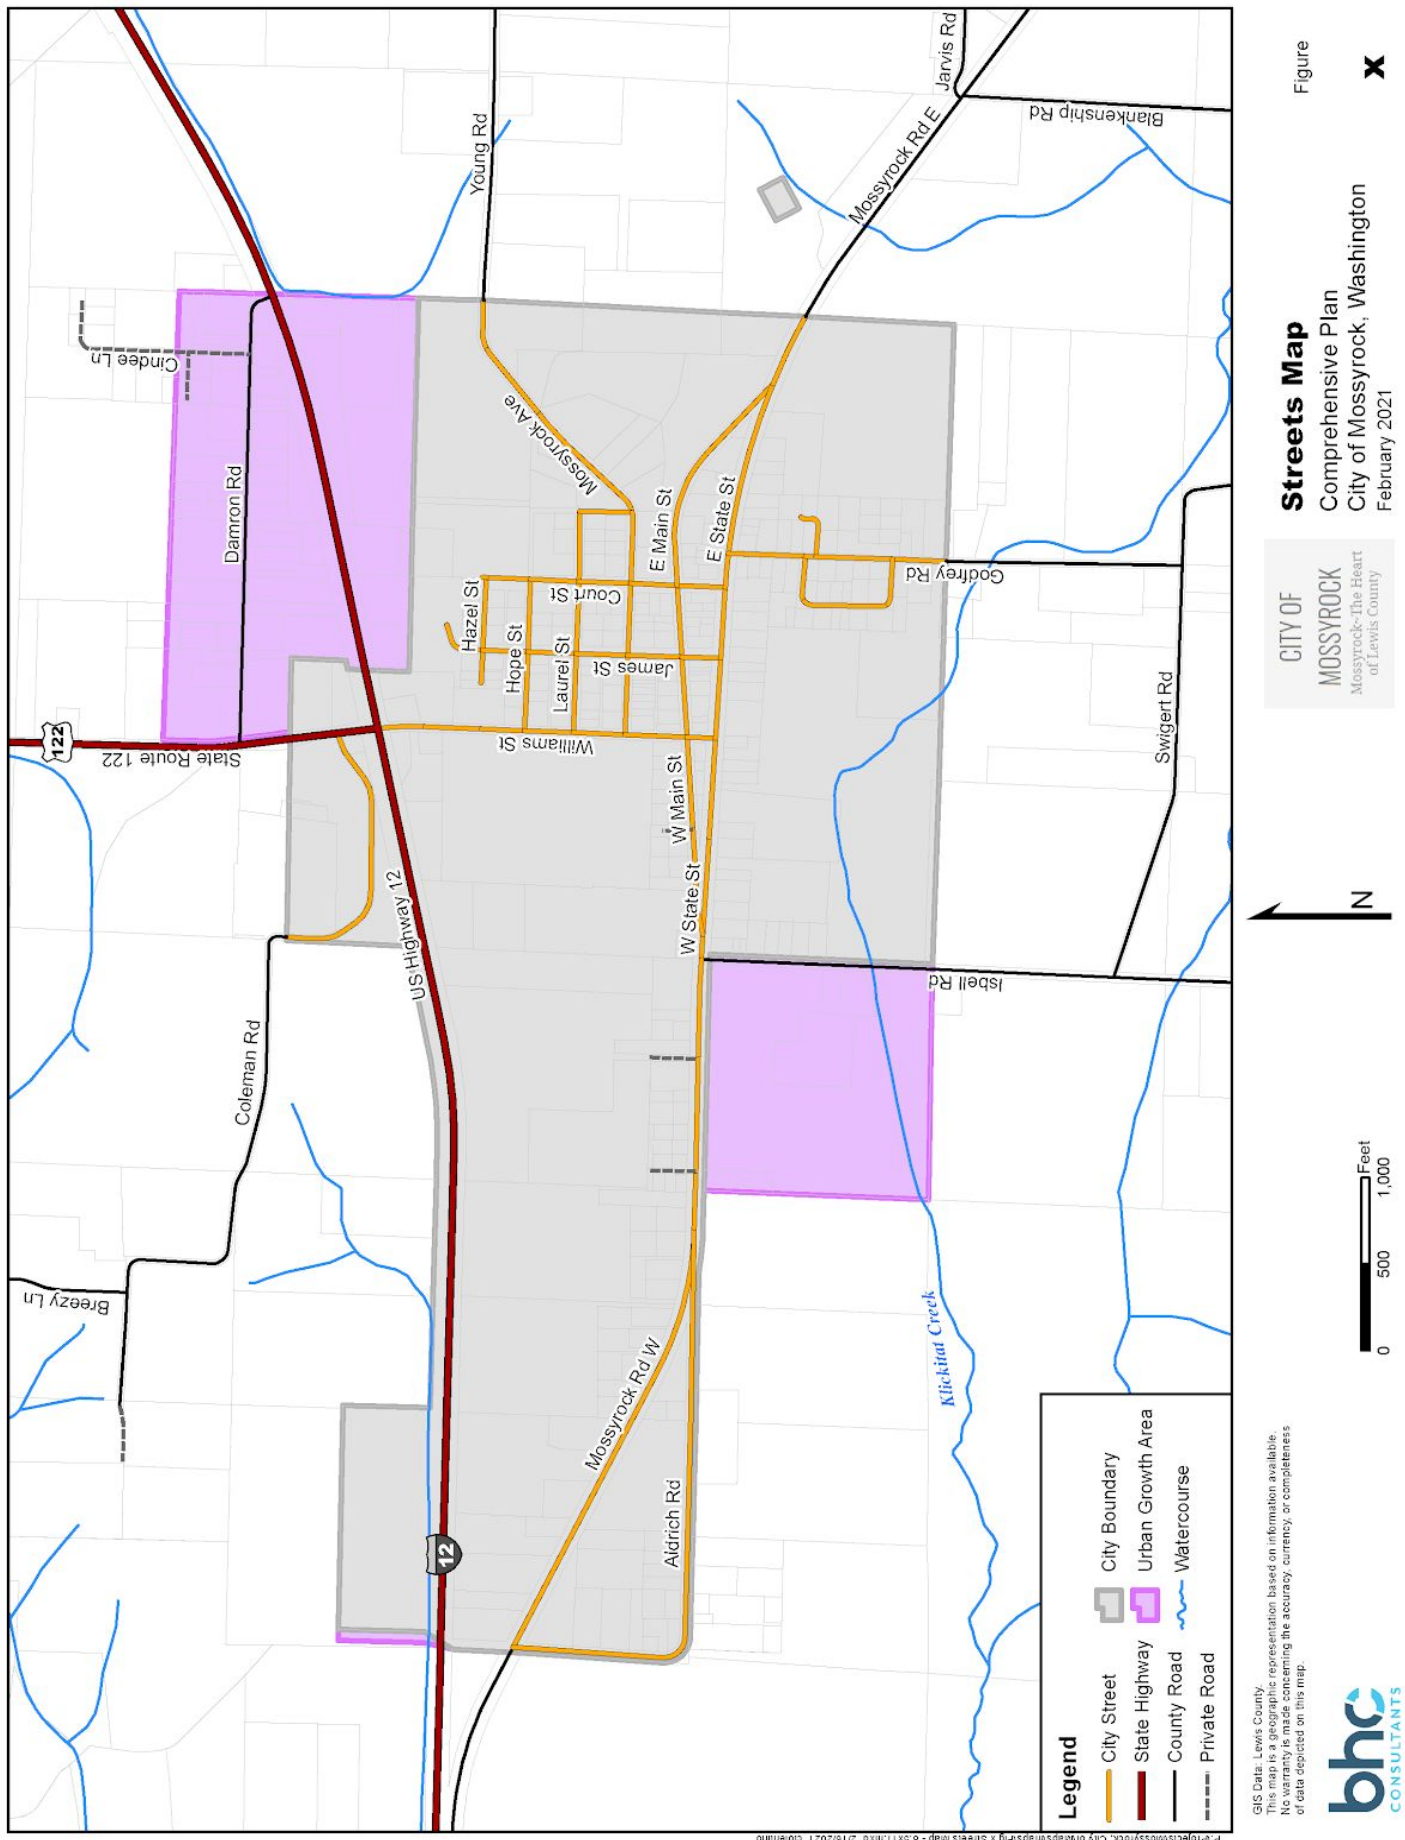 122
State Route 122
Cindee Ln
Damron Rd
Young Rd
Jarvis Rd
Blankenship Rd
Mossyrock Rd E
Mossyrock Ave
E Main St
E State St
Hazel St
Hope St
Laurel St
Court St
James St
Williams St
Godfrey Rd
W Main St
W State St
US Highway 12
Coleman Rd
Breezy Ln
Isbell Rd
Swigert Rd
Klickitat Creek
Mossyrock Rd W
Aldrich Rd
12
Legend
City Street
State Highway
County Road
Private Road
City Boundary
Urban Growth Area
Watercourse
GIS Data: Lewis County.
This map is a geographic representation based on information available.
No warranty is made concerning the accuracy, currency, or completeness
of data depicted on this map.
bhc
CONSULTANTS
0 500 1,000
Feet
N
CITY OF
MOSSYROCK
Mossyrock~The Heart
of Lewis County
Streets Map
Comprehensive Plan
City of Mossyrock, Washington
February 2021
Figure
X